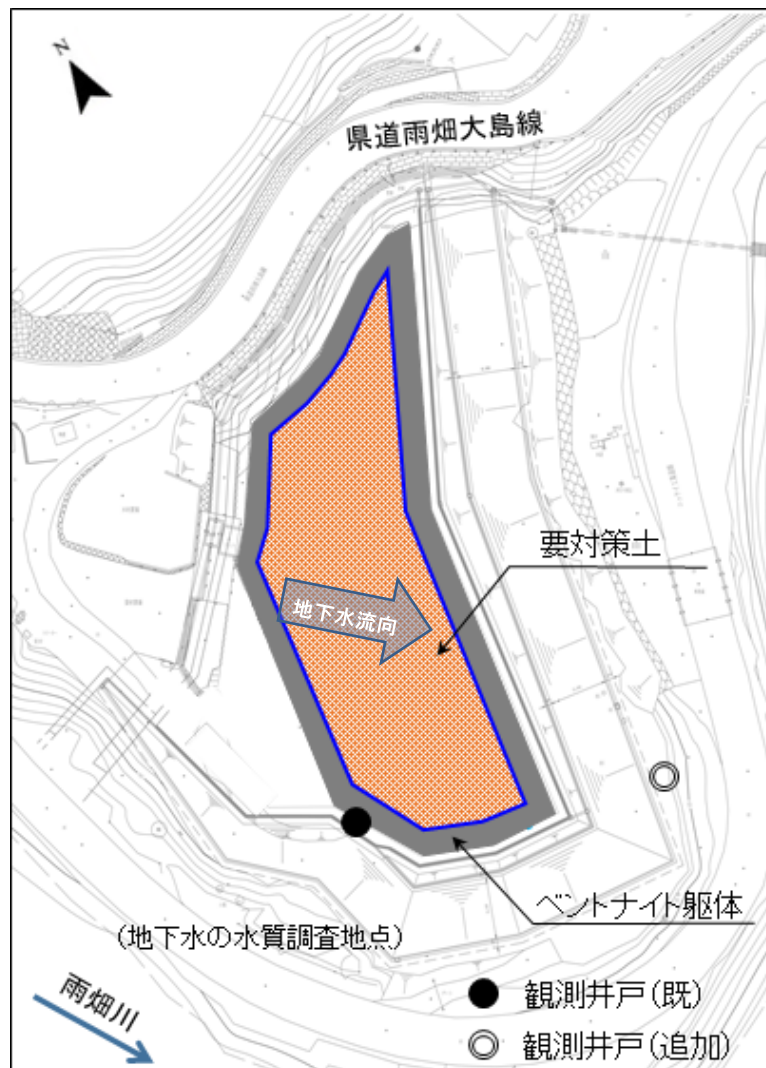 N
県道雨畑大島線
要対策土
地下水流向
ベントナイト躯体
(地下水の水質調査地点)
雨畑川
観測井戸(既)
観測井戸(追加)